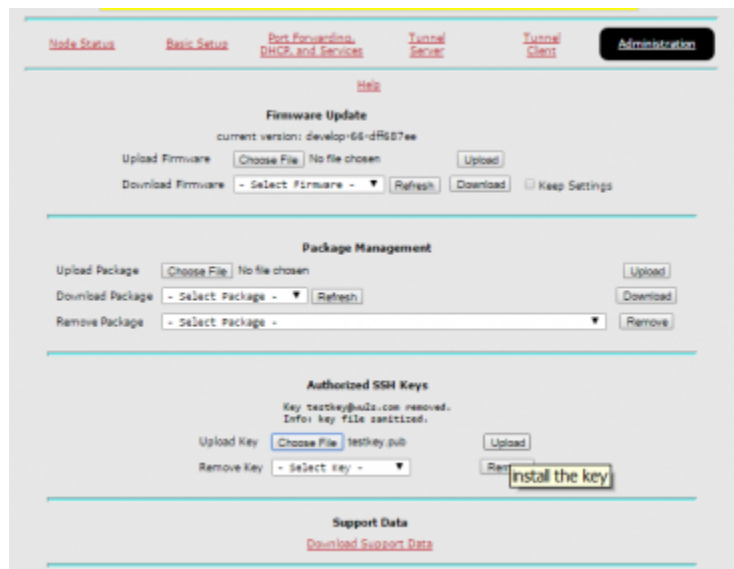 Node Status Basic Setup Port Forwarding, DHCP, and Services Tunnel Server Tunnel Client Administration
Help
Firmware Update
current version: develop-66-dff687ee
Upload Firmware Choose File No file chosen Upload
Download Firmware - Select Firmware - Refresh Download Keep Settings
Package Management
Upload Package Choose File No file chosen Upload
Download Package - Select Package - Refresh Download
Remove Package - Select Package - Remove
Authorized SSH Keys
Key testkey@wulz.com removed.
Info: key file sanitized.
Upload Key Choose File testkey.pub Upload
Remove Key - Select Key -
install the key
Support Data
Download Support Data